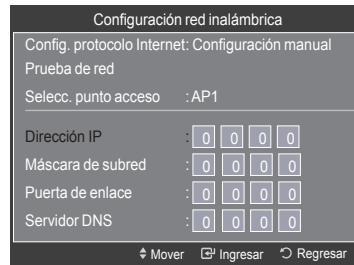 Configuración red inalámbrica
Config. protocolo Internet: Configuración manual
Prueba de red
Selecc. punto acceso : AP1
Dirección IP : 0 0 0 0
Máscara de subred : 0 0 0 0
Puerta de enlace : 0 0 0 0
Servidor DNS : 0 0 0 0
Mover Ingresar Regresar